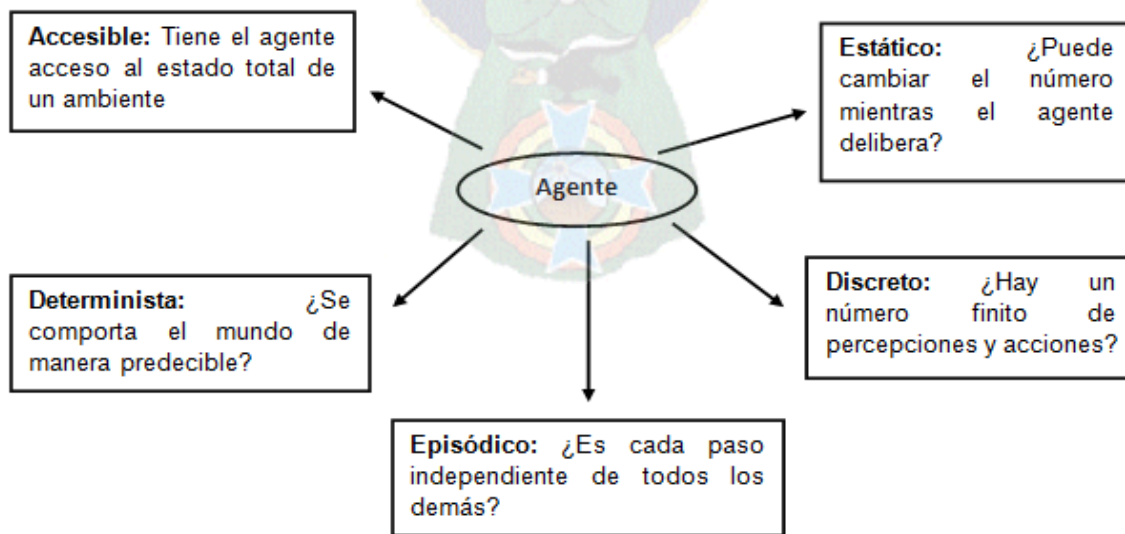 Accesible: Tiene el agente
acceso al estado total de
un ambiente
Estático: ¿Puede
cambiar el número
mientras el agente
delibera?
Agente
Determinista: ¿Se
comporta el mundo de
manera predecible?
Discreto: ¿Hay un
número finito de
percepciones y acciones?
Episódico: ¿Es cada paso
independiente de todos los
demás?